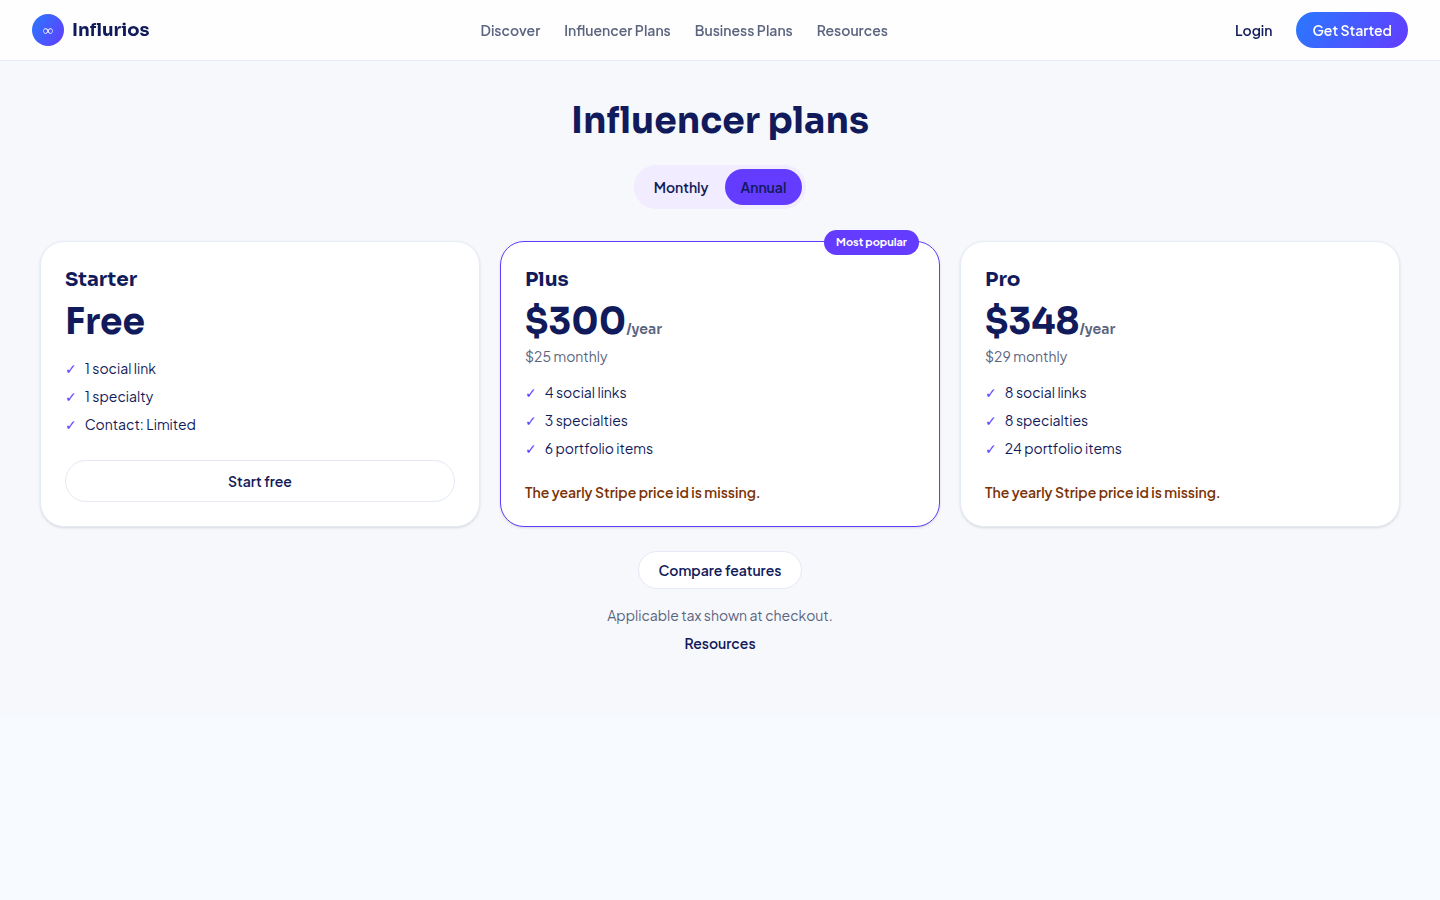 ∞ Influrios
Discover Influencer Plans Business Plans Resources
Login Get Started
Influencer plans
Monthly Annual
Starter
Free
✓ 1 social link
✓ 1 specialty
✓ Contact: Limited
Start free
Most popular
Plus
$300/year
$25 monthly
✓ 4 social links
✓ 3 specialties
✓ 6 portfolio items
The yearly Stripe price id is missing.
Pro
$348/year
$29 monthly
✓ 8 social links
✓ 8 specialties
✓ 24 portfolio items
The yearly Stripe price id is missing.
Compare features
Applicable tax shown at checkout.
Resources